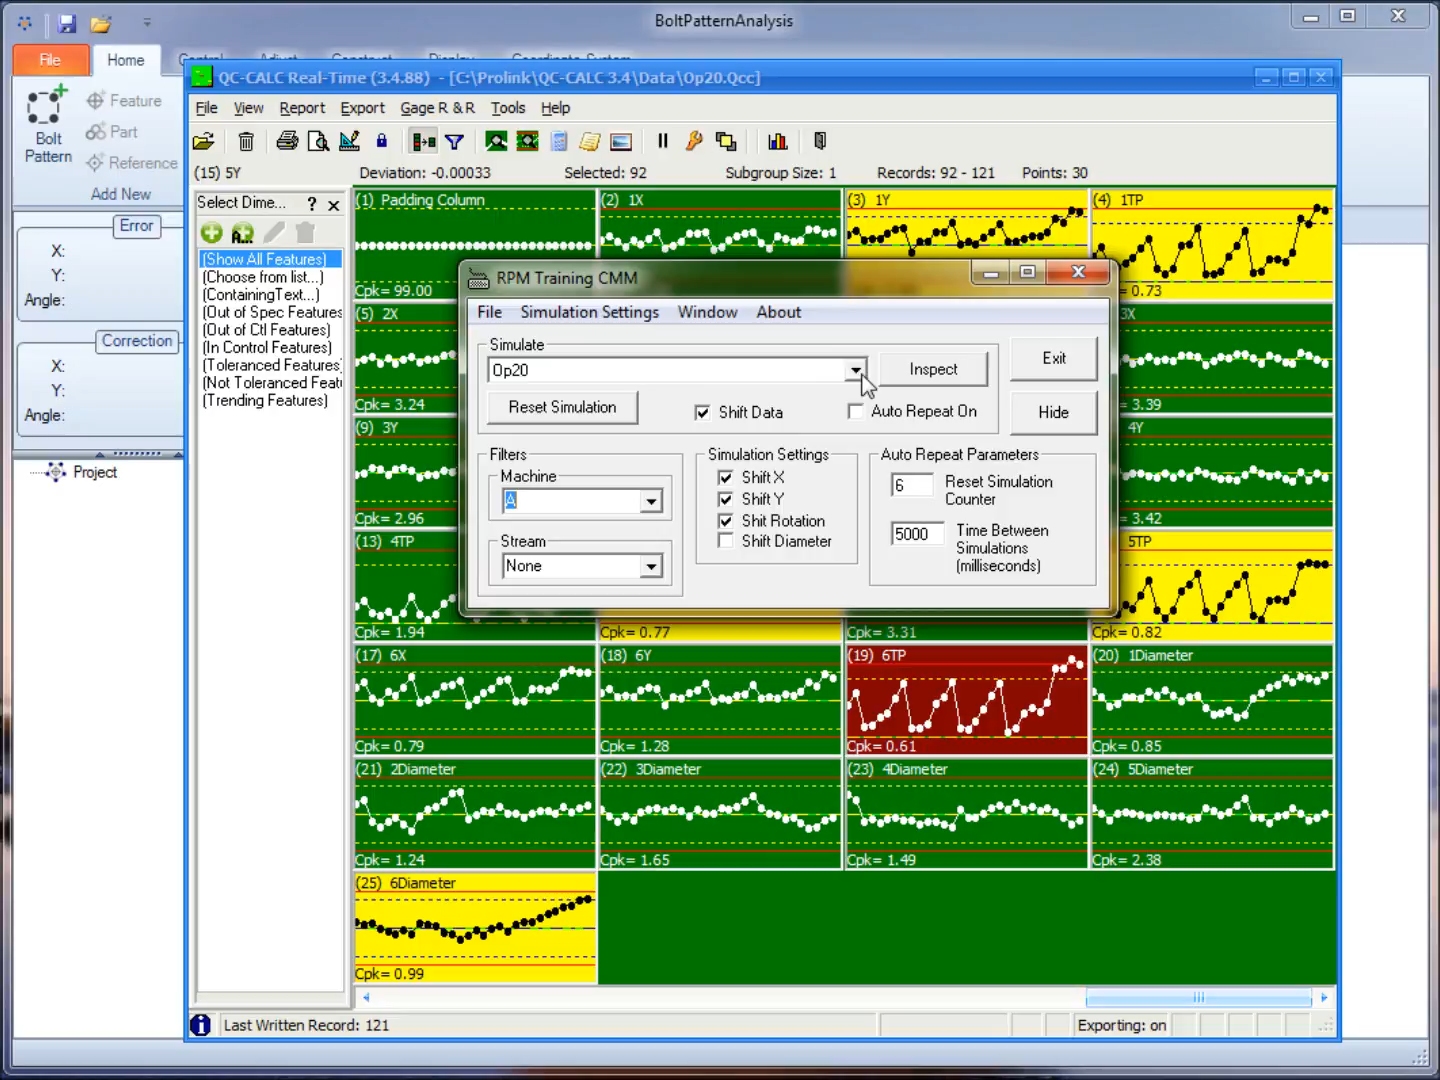 BoltPatternAnalysis
File
Home
Bolt
Pattern
Feature
Part
Reference
Add New
Error
X:
Y:
Angle:
Correction
X:
Y:
Angle:
Project
QC-CALC Real-Time (3.4.88) - [C:\Prolink\QC-CALC 3.4\Data\Op20.Qcc]
File View Report Export Gage R & R Tools Help
(15) 5Y Deviation: -0.00033 Selected: 92 Subgroup Size: 1 Records: 92 - 121 Points: 30
Select Dime... ? x
(Show All Features)
(Choose from list...)
(ContainingText...)
(Out of Spec Features
(Out of Ctl Features)
(In Control Features)
(Toleranced Features)
(Not Toleranced Feat
(Trending Features)
(1) Padding Column
Cpk= 99.00
(2) 1X
(3) 1Y
(4) 1TP
= 0.73
(5) 2X
Cpk= 3.24
3X
= 3.39
(9) 3Y
Cpk= 2.96
4Y
= 3.42
(13) 4TP
Cpk= 1.94
Cpk= 0.77
Cpk= 3.31
5TP
Cpk= 0.82
(17) 6X
Cpk= 0.79
(18) 6Y
Cpk= 1.28
(19) 6TP
Cpk= 0.61
(20) 1Diameter
Cpk= 0.85
(21) 2Diameter
Cpk= 1.24
(22) 3Diameter
Cpk= 1.65
(23) 4Diameter
Cpk= 1.49
(24) 5Diameter
Cpk= 2.38
(25) 6Diameter
Cpk= 0.99
Last Written Record: 121
Exporting: on
RPM Training CMM
File Simulation Settings Window About
Simulate
Op20
Inspect
Exit
Reset Simulation
Shift Data
Auto Repeat On
Hide
Filters
Machine
A
Stream
None
Simulation Settings
Shift X
Shift Y
Shit Rotation
Shift Diameter
Auto Repeat Parameters
6 Reset Simulation
Counter
5000 Time Between
Simulations
(milliseconds)